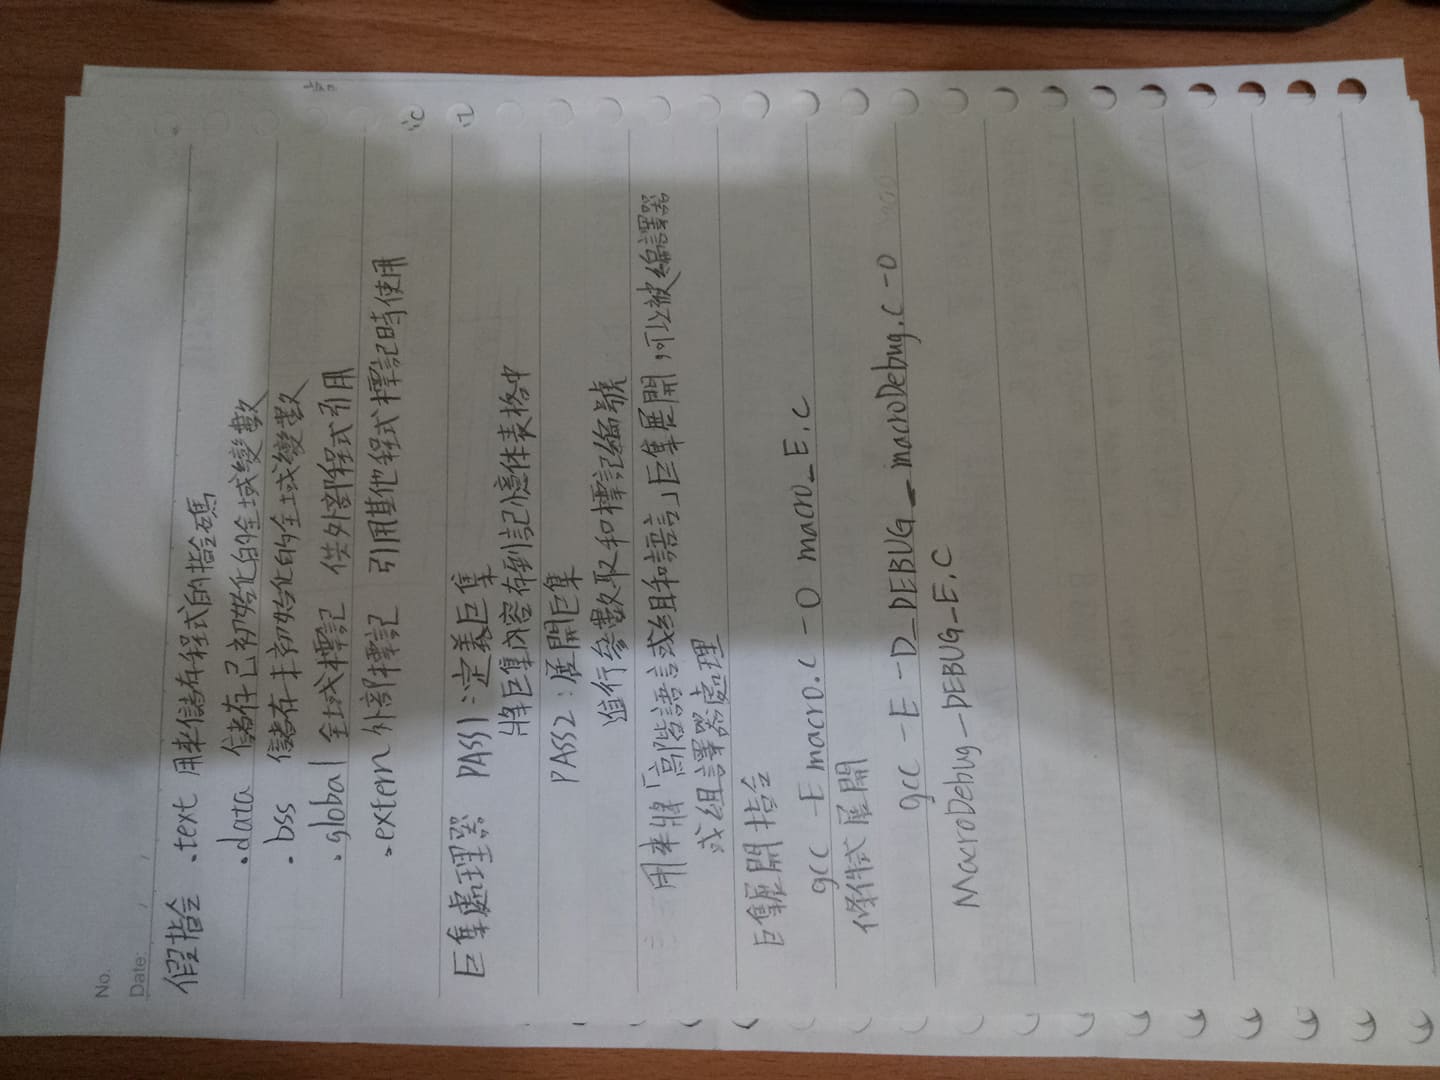 No.
Date: / /
假指令 .text 用來儲存程式的指令碼
.data 儲存已初始化的全域變數
.bss 儲存未初始化的全域變數
.global 全域標記 供外部程式引用
.extern 外部標記 引用其他程式標記時使用
巨集處理器 PASS1:定義巨集
將巨集內容存到記憶体表格中
PASS2:展開巨集
進行參數取和標記編號
用來將「高階語言或組和語言」巨集展開,可以被編譯器
或組譯器處理
巨集展開指令
gcc -E macro.c -O macro_E.c
條件式展開
gcc -E -D_DEBUG_ macroDebug.c -O
MacroDebug_DEBUG_E.C